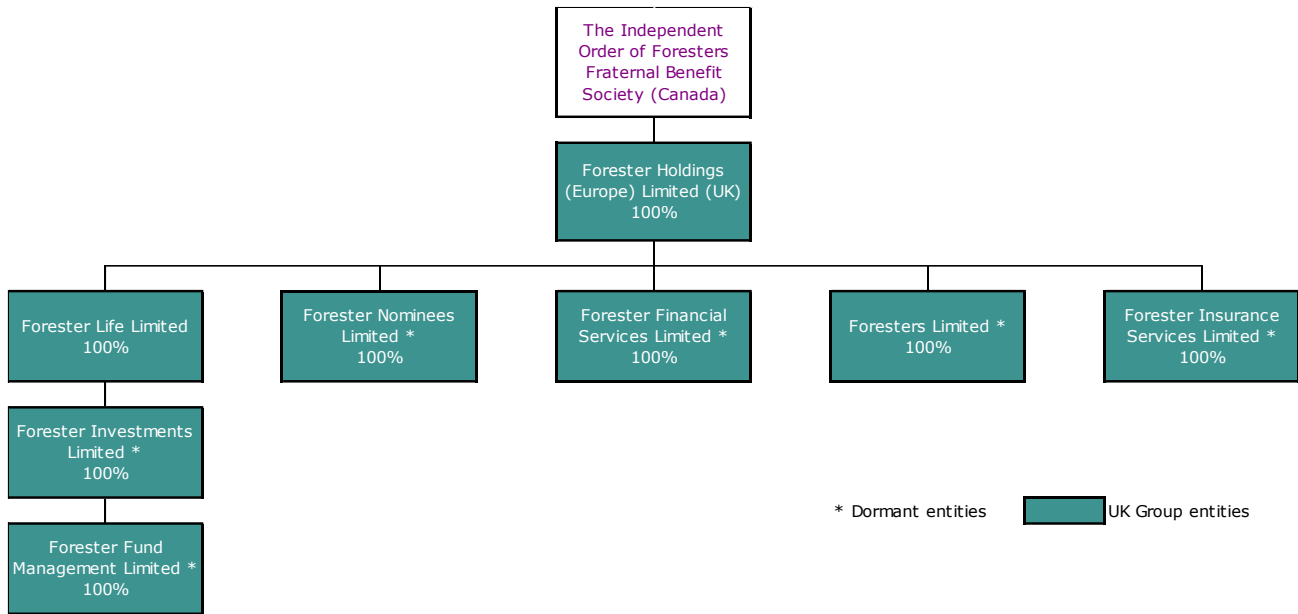 The Independent
Order of Foresters
Fraternal Benefit
Society (Canada)
Forester Holdings
(Europe) Limited (UK)
100%
Forester Life Limited
100%
Forester Nominees
Limited *
100%
Forester Financial
Services Limited *
100%
Foresters Limited *
100%
Forester Insurance
Services Limited *
100%
Forester Investments
Limited *
100%
Forester Fund
Management Limited *
100%
* Dormant entities
UK Group entities